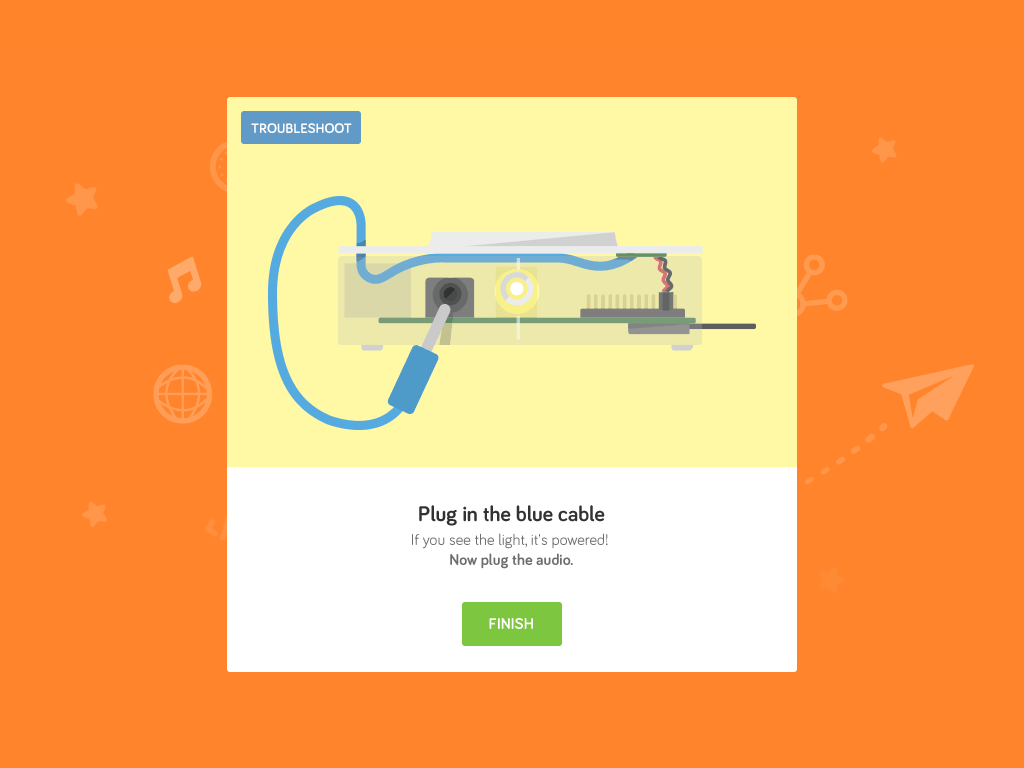 TROUBLESHOOT
Plug in the blue cable
If you see the light, it's powered!
Now plug the audio.
FINISH